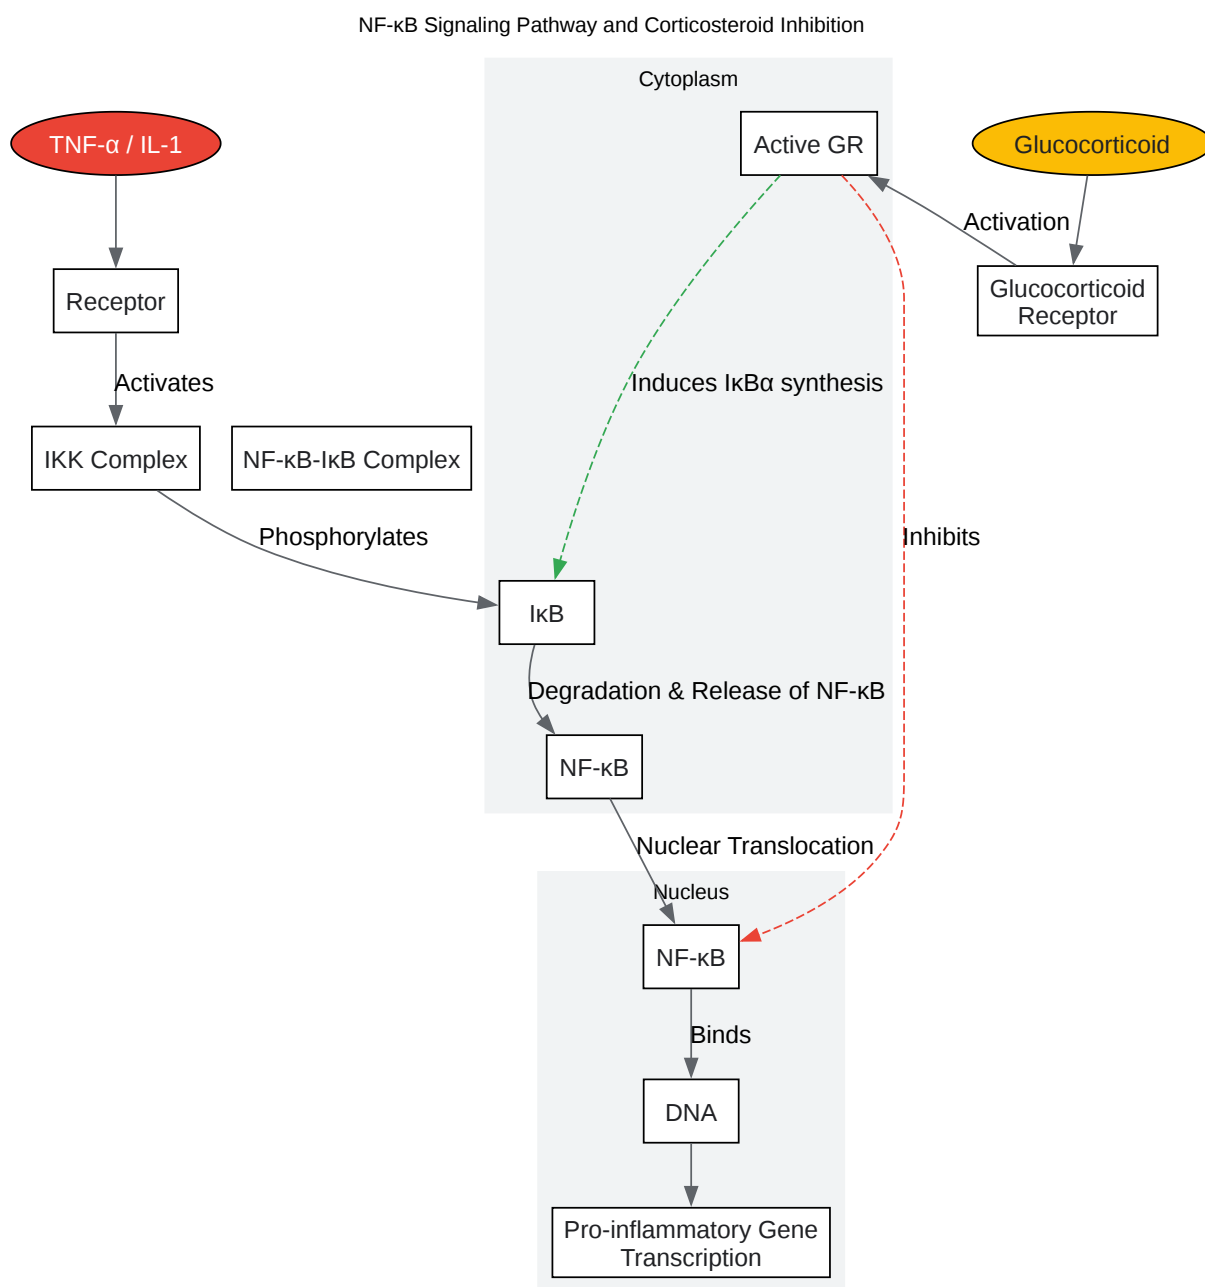 NF-κB Signaling Pathway and Corticosteroid Inhibition
Cytoplasm
TNF-α / IL-1
Active GR
Glucocorticoid
Activation
Receptor
Glucocorticoid
Receptor
Activates
Induces IκBα synthesis
IKK Complex
NF-κB-IκB Complex
Phosphorylates
Inhibits
IκB
Degradation & Release of NF-κB
NF-κB
Nuclear Translocation
Nucleus
NF-κB
Binds
DNA
Pro-inflammatory Gene
Transcription